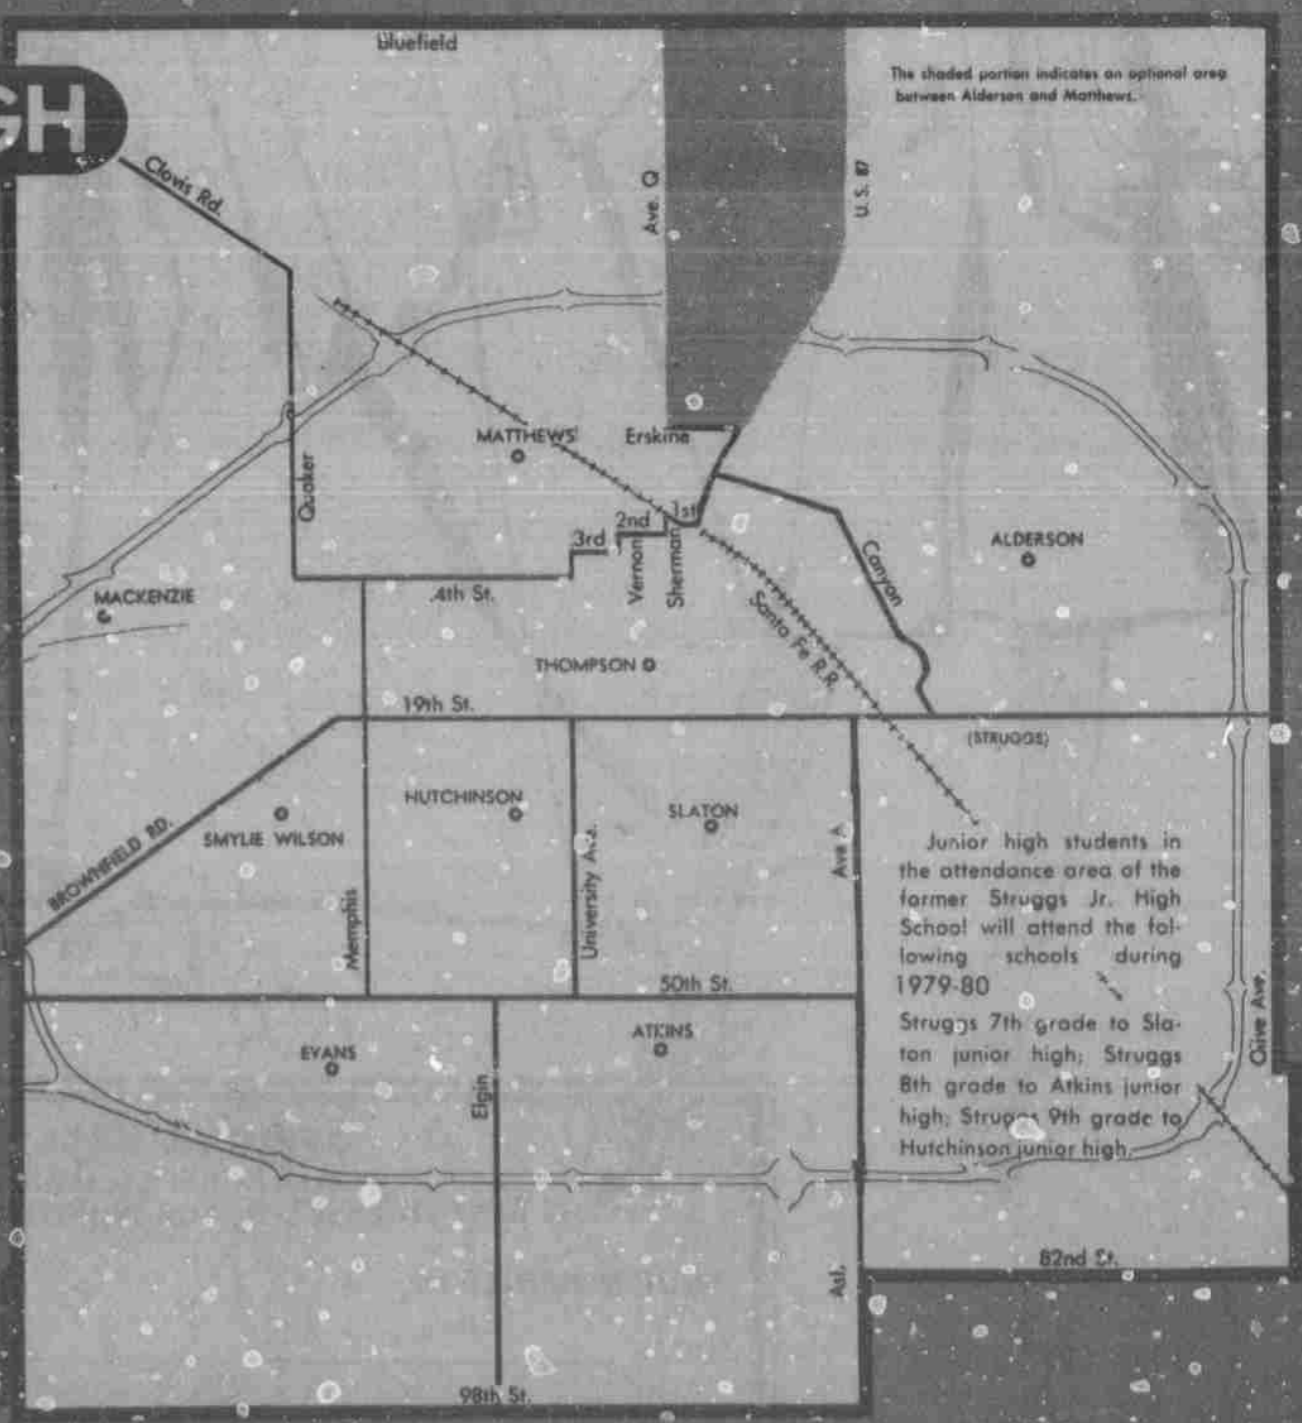 bluefield
The shaded portion indicates an optional area
between Alderson and Matthews.
GH
Clovis Rd.
Ave. Q
U.S. 87
MATTHEWS
Erskine
Quaker
1st
2nd
3rd
Vernon
Sherman
4th St.
Canyon
ALDERSON
MACKENZIE
Santa Fe R.R.
THOMPSON
19th St.
(STRUGGS)
HUTCHINSON
SLATON
SMYLIE WILSON
BROWNFIELD RD.
Memphis
University Ave.
Ave A
50th St.
Junior high students in
the attendance area of the
former Struggs Jr. High
School will attend the fol-
lowing schools during
1979-80
Struggs 7th grade to Sla-
ton junior high; Struggs
8th grade to Atkins junior
high; Struggs 9th grade to
Hutchinson junior high.
Olive Ave.
EVANS
ATKINS
Elgin
82nd St.
98th St.